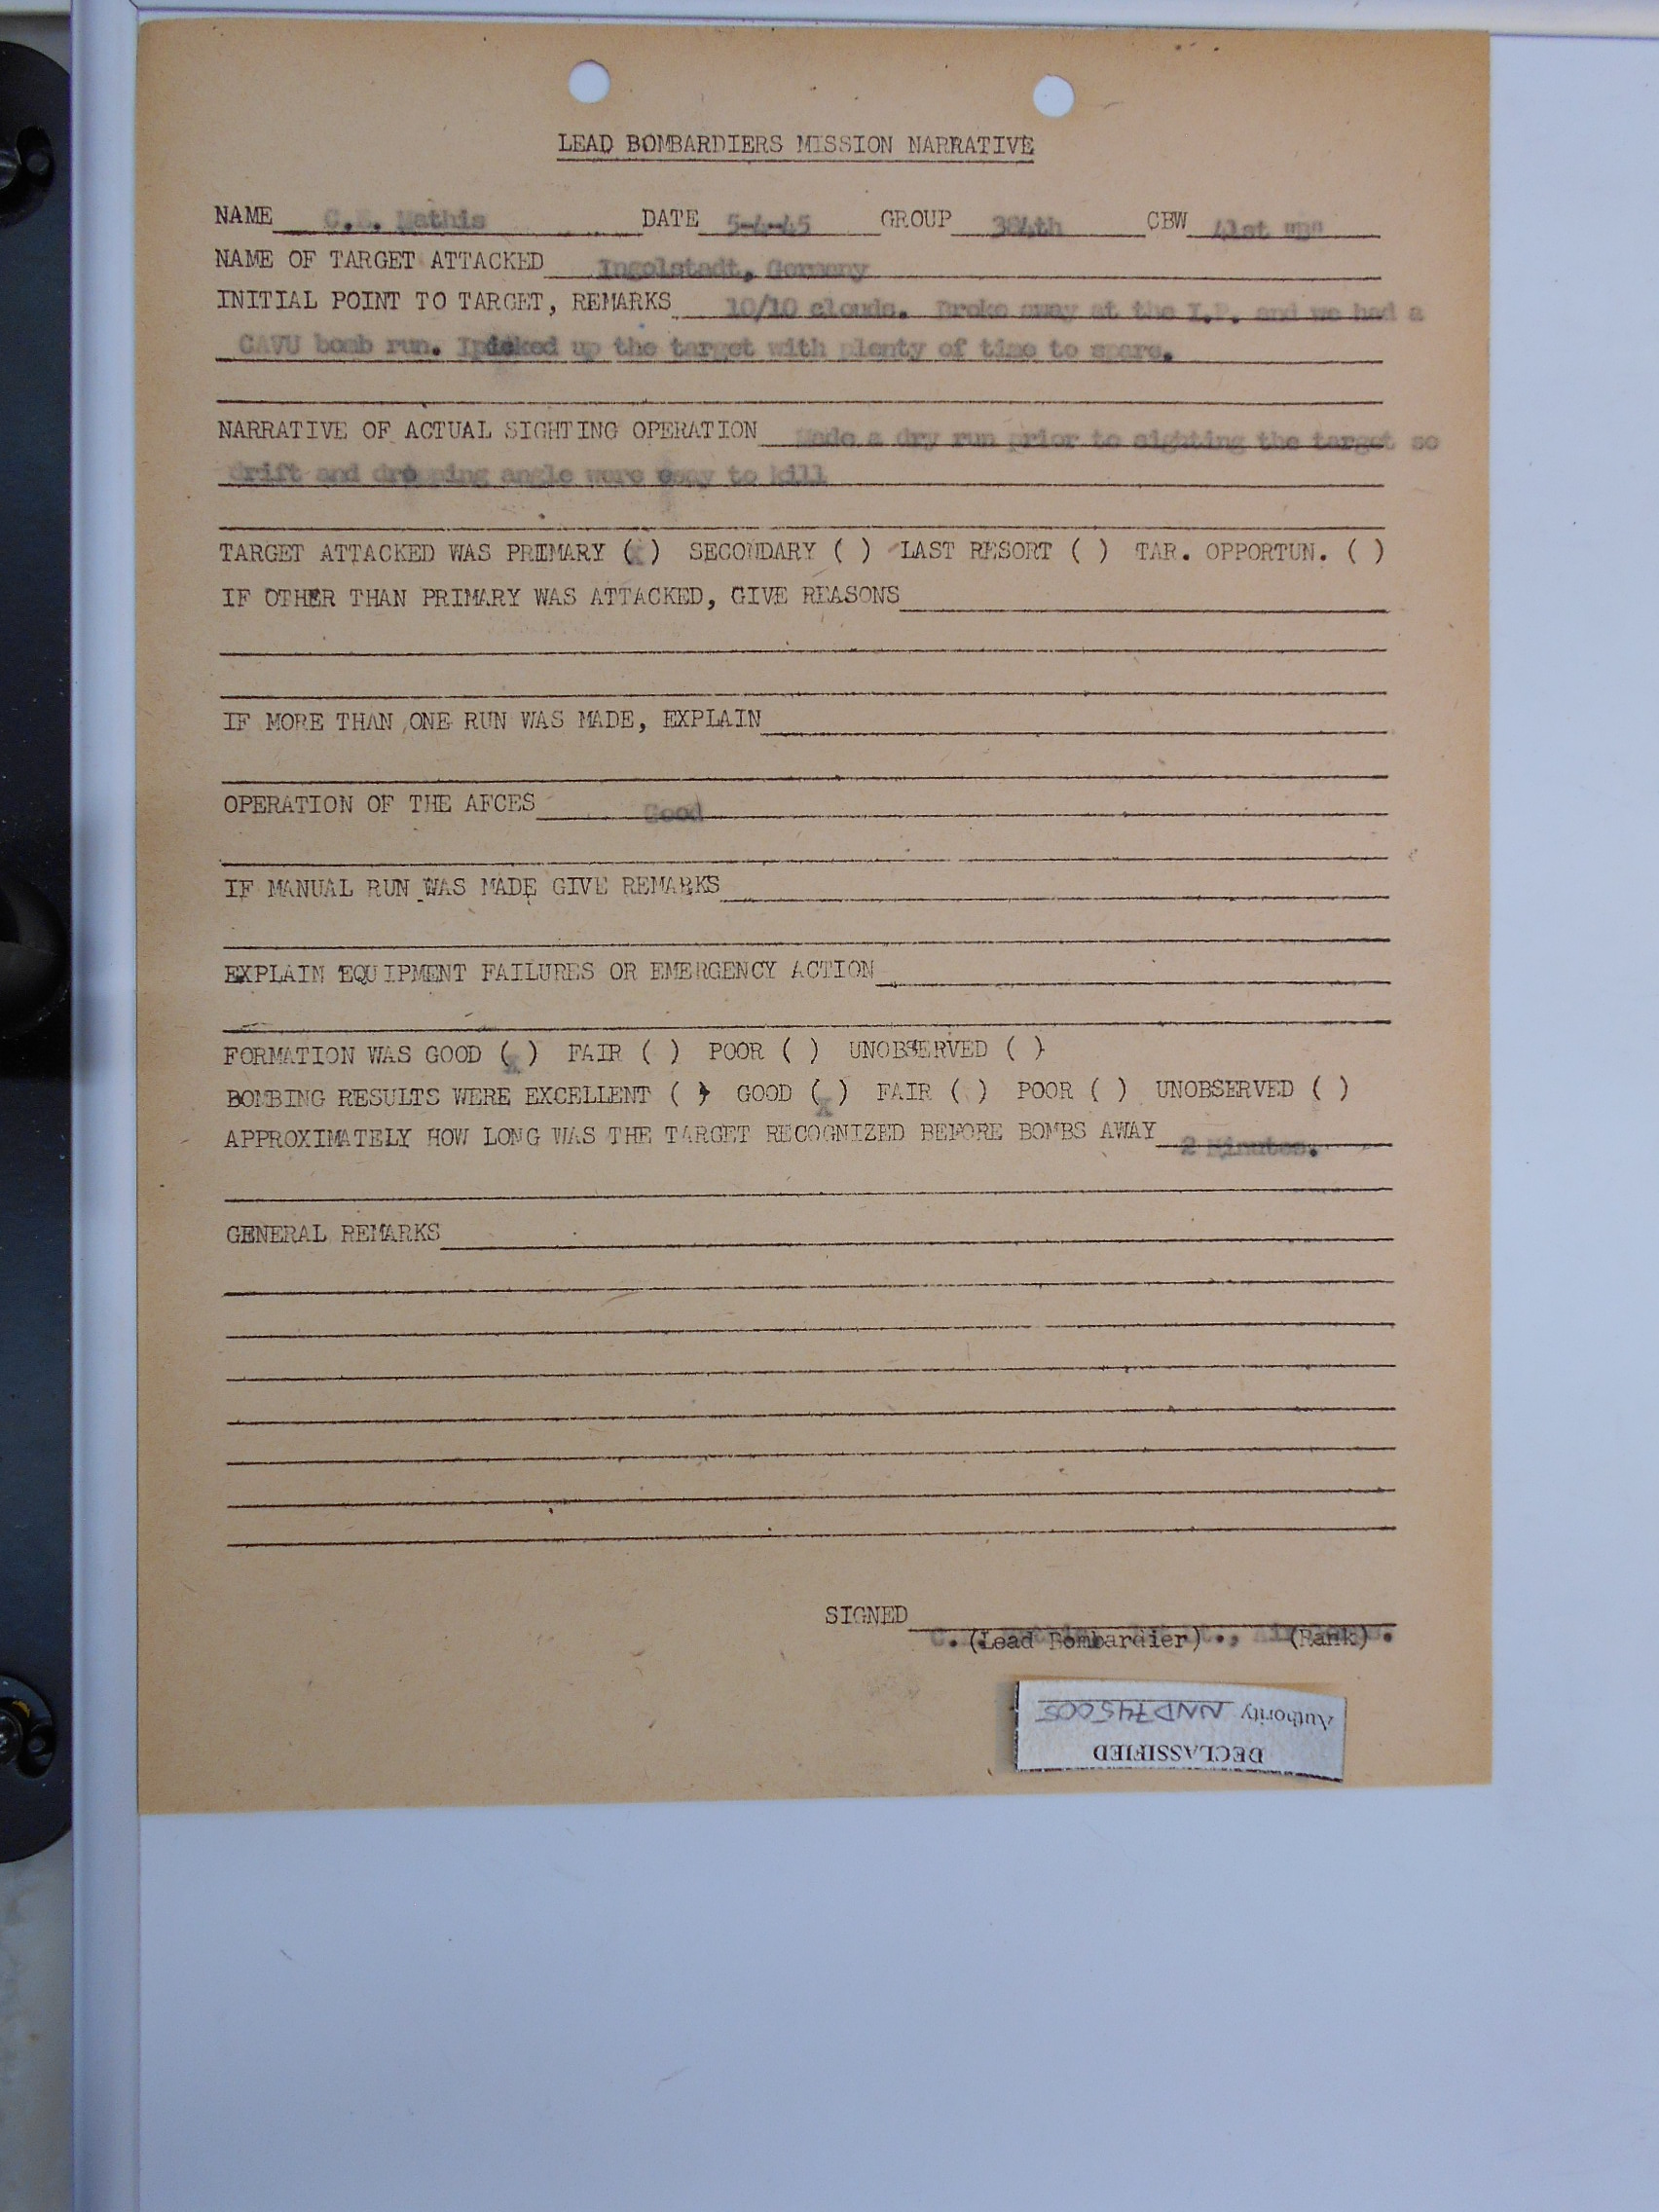 LEAD BOMBARDIERS MISSION NARRATIVE
NAME C.E. Mathis DATE 5-4-45 GROUP 384th CBW 41st "B"
NAME OF TARGET ATTACKED Ingolstadt, Germany
INITIAL POINT TO TARGET, REMARKS 10/10 clouds. Broke away at the I.P. and we had a
CAVU bomb run. Ipicked up the target with plenty of time to spare.
NARRATIVE OF ACTUAL SIGHTING OPERATION Made a dry run prior to sighting the target so
drift and dropping angle were easy to kill
TARGET ATTACKED WAS PRIMARY (X) SECONDARY ( ) LAST RESORT ( ) TAR. OPPORTUN. ( )
IF OTHER THAN PRIMARY WAS ATTACKED, GIVE REASONS
IF MORE THAN ONE RUN WAS MADE, EXPLAIN
OPERATION OF THE AFCES Good
IF MANUAL RUN WAS MADE GIVE REMARKS
EXPLAIN EQUIPMENT FAILURES OR EMERGENCY ACTION
FORMATION WAS GOOD (X) FAIR ( ) POOR ( ) UNOBSERVED ( )
BOMBING RESULTS WERE EXCELLENT ( ) GOOD (X) FAIR ( ) POOR ( ) UNOBSERVED ( )
APPROXIMATELY HOW LONG WAS THE TARGET RECOGNIZED BEFORE BOMBS AWAY 2 Minutes.
GENERAL REMARKS
SIGNED
(Lead Bombardier) (Rank)
DECLASSIFIED
Authority NND745005